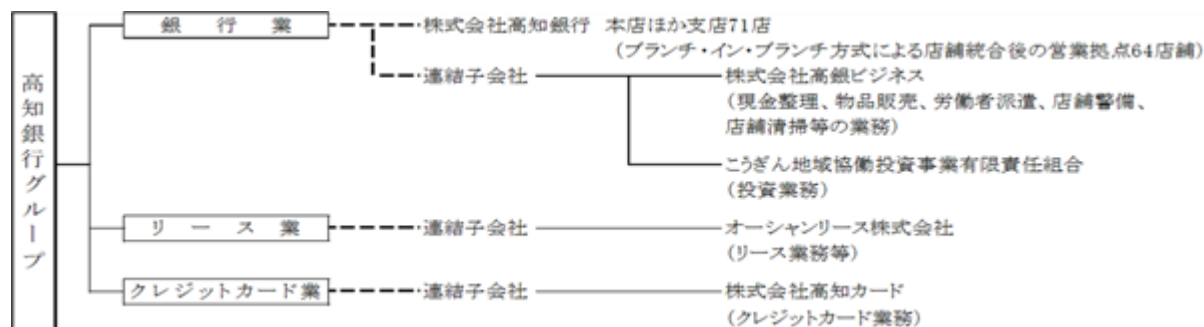 高知銀行グループ
銀行業
株式会社高知銀行 本店ほか支店71店
（ブランチ・イン・ブランチ方式による店舗統合後の営業拠点64店舗）
連結子会社
株式会社高銀ビジネス
（現金整理、物品販売、労働者派遣、店舗警備、
店舗清掃等の業務）
こうぎん地域協働投資事業有限責任組合
（投資業務）
リース業
連結子会社
オーシャンリース株式会社
（リース業務等）
クレジットカード業
連結子会社
株式会社高知カード
（クレジットカード業務）